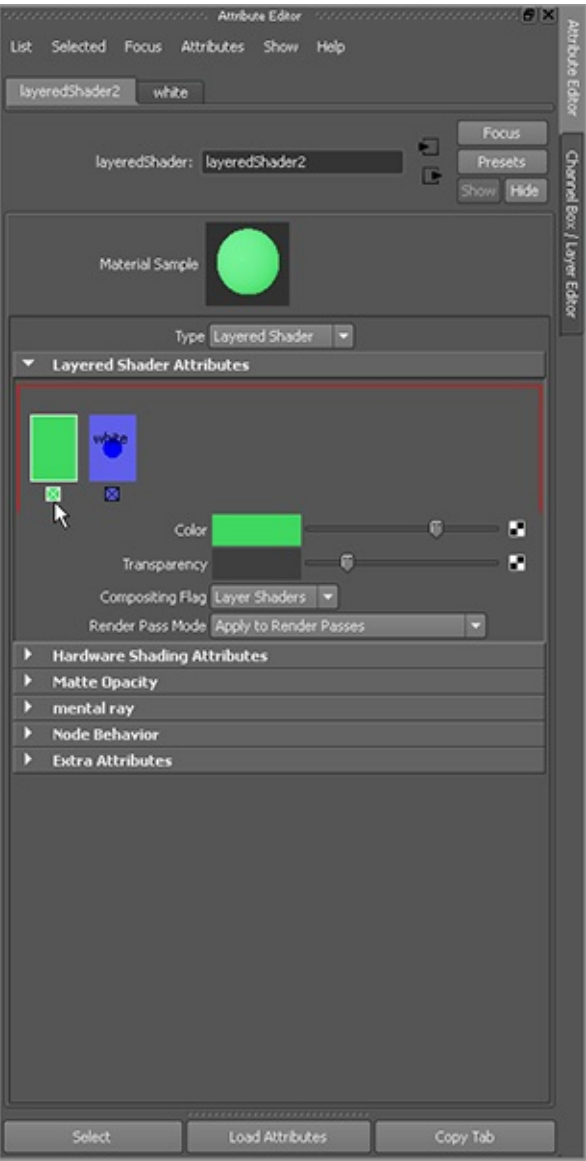 Attribute Editor
List Selected Focus Attributes Show Help
layeredShader2 white
Focus
layeredShader: layeredShader2
Presets
Show Hide
Material Sample
Type Layered Shader
Layered Shader Attributes
white
Color
Transparency
Compositing Flag Layer Shaders
Render Pass Mode Apply to Render Passes
Hardware Shading Attributes
Matte Opacity
mental ray
Node Behavior
Extra Attributes
Select Load Attributes Copy Tab
Attribute Editor
Channel Box / Layer Editor